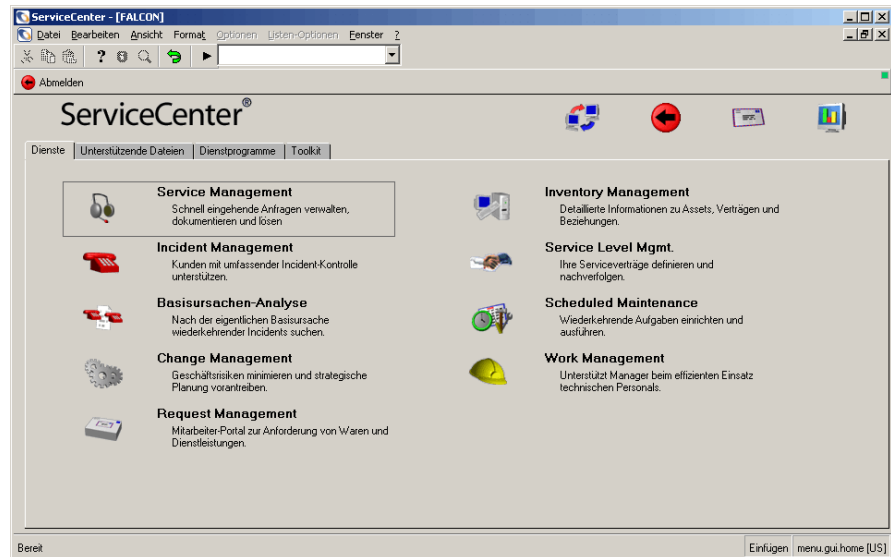 ServiceCenter - [FALCON]
Datei Bearbeiten Ansicht Format Optionen Listen-Optionen Fenster ?
Abmelden
ServiceCenter®
Dienste Unterstützende Dateien Dienstprogramme Toolkit
Service Management
Schnell eingehende Anfragen verwalten,
dokumentieren und lösen
Incident Management
Kunden mit umfassender Incident-Kontrolle
unterstützen.
Basisursachen-Analyse
Nach der eigentlichen Basisursache
wiederkehrender Incidents suchen.
Change Management
Geschäftsrisiken minimieren und strategische
Planung vorantreiben.
Request Management
Mitarbeiter-Portal zur Anforderung von Waren und
Dienstleistungen.
Inventory Management
Detaillierte Informationen zu Assets, Verträgen und
Beziehungen.
Service Level Mgmt.
Ihre Serviceverträge definieren und
nachverfolgen.
Scheduled Maintenance
Wiederkehrende Aufgaben einrichten und
ausführen.
Work Management
Unterstützt Manager beim effizienten Einsatz
technischen Personals.
Bereit Einfügen menu.gui.home [US]